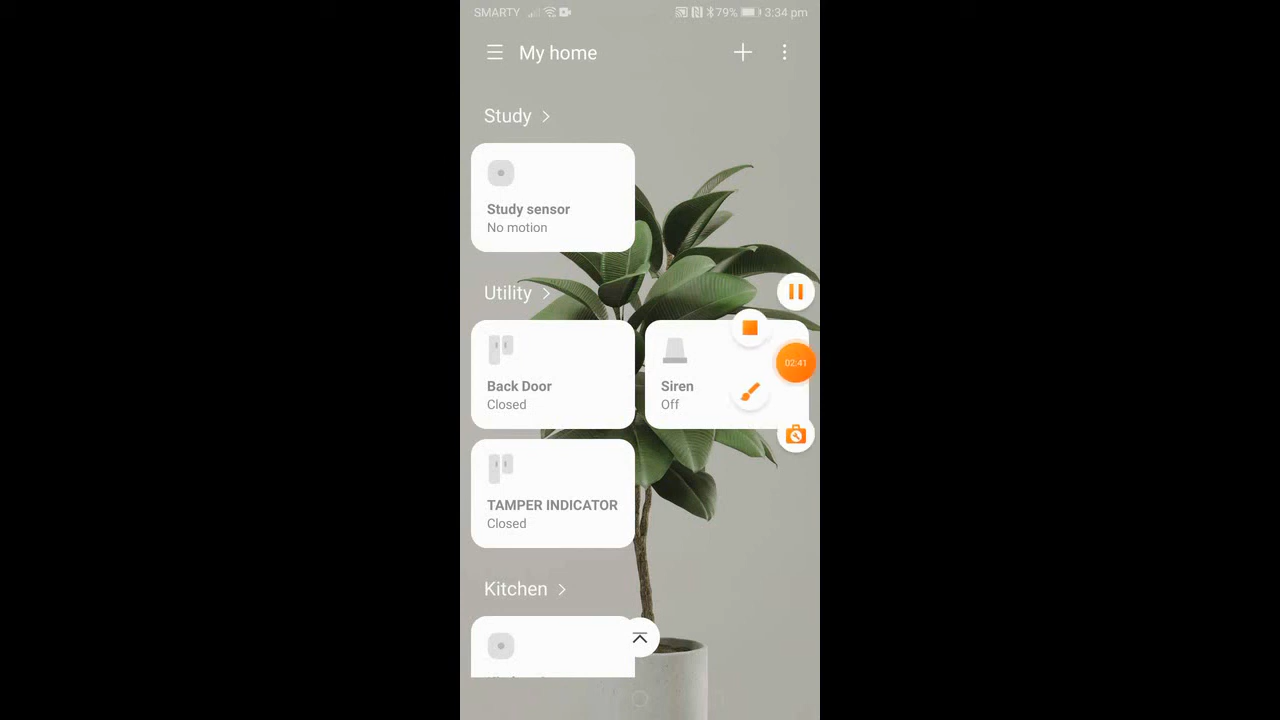 SMARTY
79% 3:34 pm
My home
Study
Study sensor
No motion
Utility
Back Door
Closed
Siren
Off
02:41
TAMPER INDICATOR
Closed
Kitchen